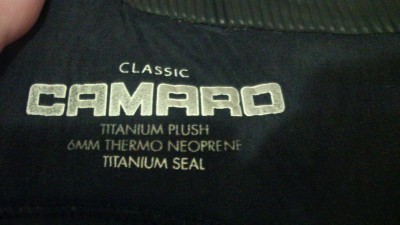 CLASSIC
CAMARO
TITANIUM PLUSH
6MM THERMO NEOPRENE
TITANIUM SEAL